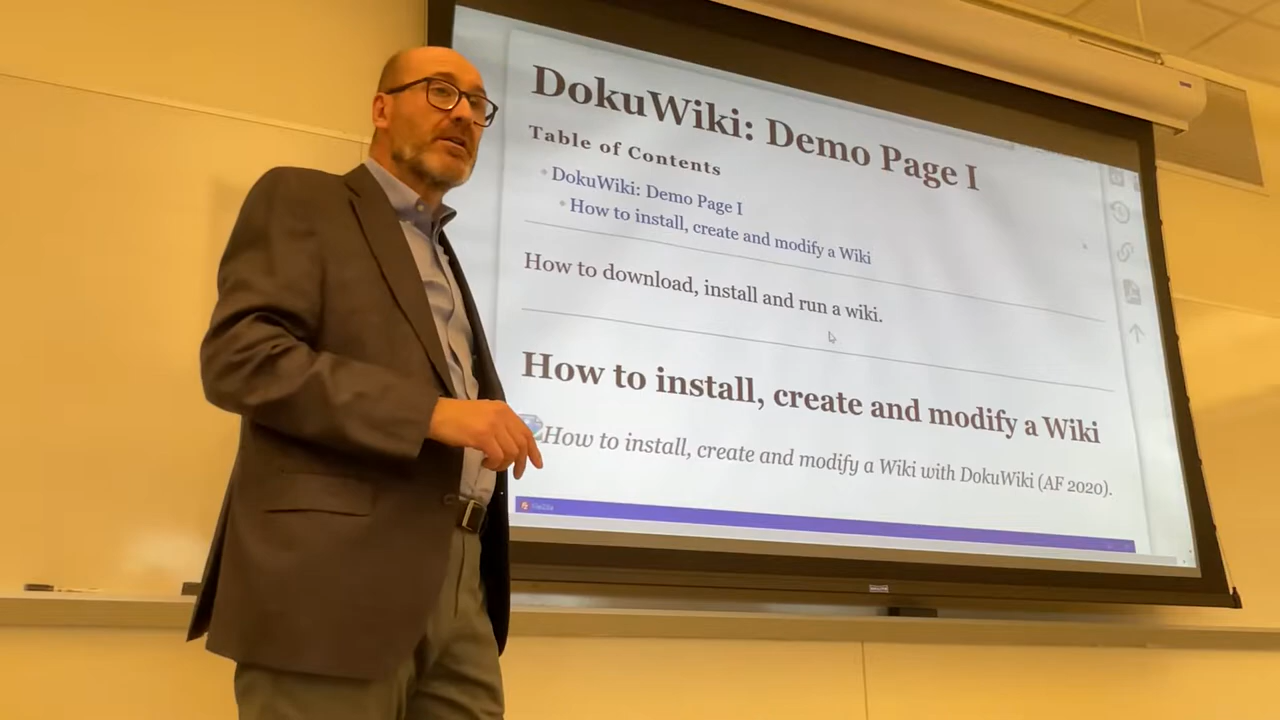 DokuWiki: Demo Page I
Table of Contents
DokuWiki: Demo Page I
How to install, create and modify a Wiki
How to download, install and run a wiki.
How to install, create and modify a Wiki
How to install, create and modify a Wiki with DokuWiki (AF 2020).